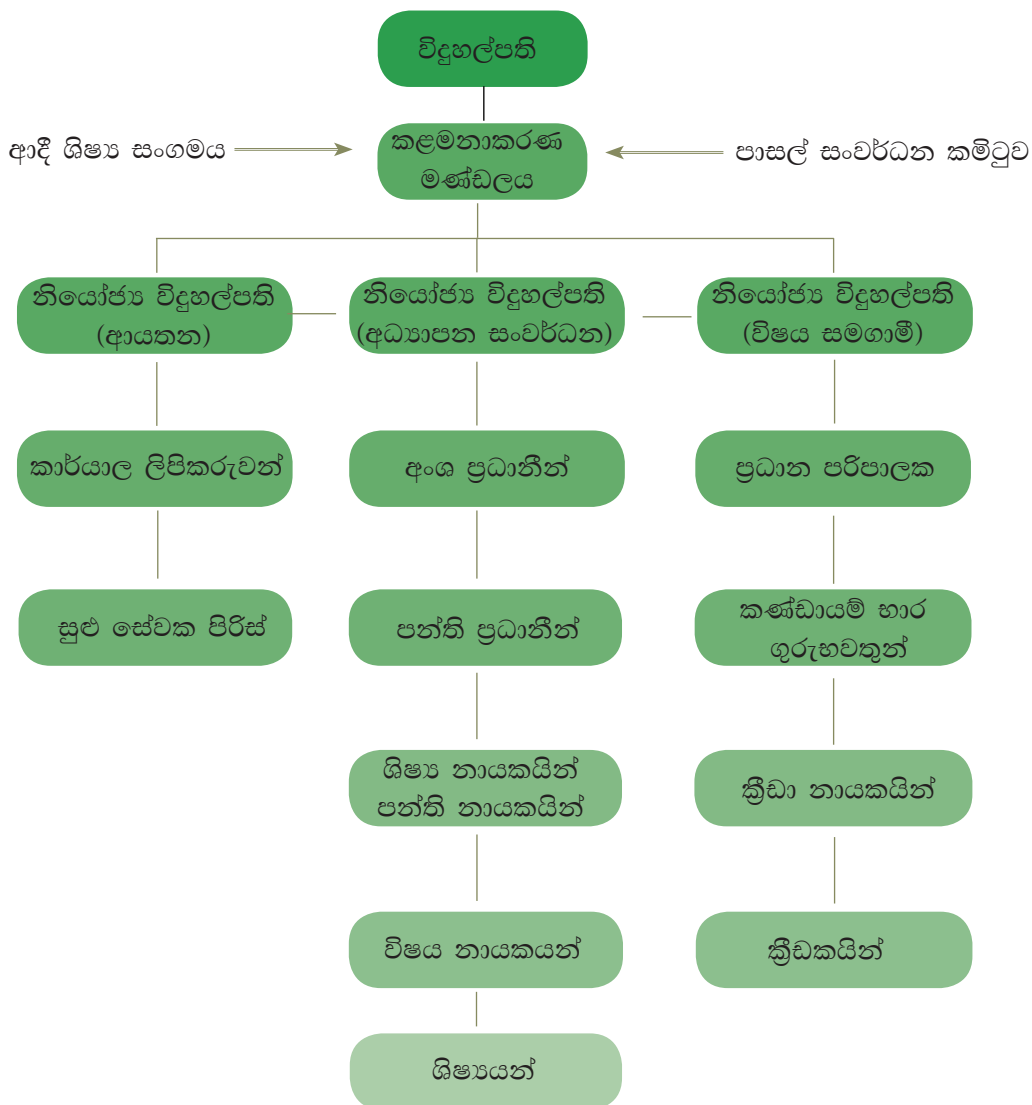 විදුහල්පති
ආදී ශිෂ්‍ය සංගමය
කළමනාකරණ
මණ්ඩලය
පාසල් සංවර්ධන කමිටුව
නියෝජ්‍ය විදුහල්පති
(ආයතන)
නියෝජ්‍ය විදුහල්පති
(අධ්‍යාපන සංවර්ධන)
නියෝජ්‍ය විදුහල්පති
(විෂය සමගාමී)
කාර්යාල ලිපිකරුවන්
අංශ ප්‍රධානීන්
ප්‍රධාන පරිපාලක
සුළු සේවක පිරිස්
පන්ති ප්‍රධානීන්
කණ්ඩායම් භාර
ගුරුභවතුන්
ශිෂ්‍ය නායකයින්
පන්ති නායකයින්
ක්‍රීඩා නායකයින්
විෂය නායකයන්
ක්‍රීඩකයින්
ශිෂ්‍යයන්